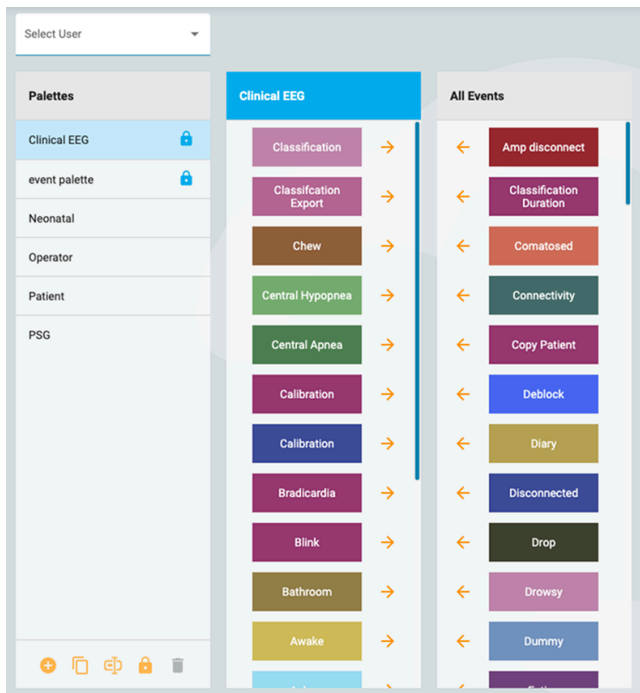 Select User
Palettes
Clinical EEG
event palette
Neonatal
Operator
Patient
PSG
Clinical EEG
Classification
Classifcation
Export
Chew
Central Hypopnea
Central Apnea
Calibration
Calibration
Bradicardia
Blink
Bathroom
Awake
All Events
Amp disconnect
Classification
Duration
Comatosed
Connectivity
Copy Patient
Deblock
Diary
Disconnected
Drop
Drowsy
Dummy